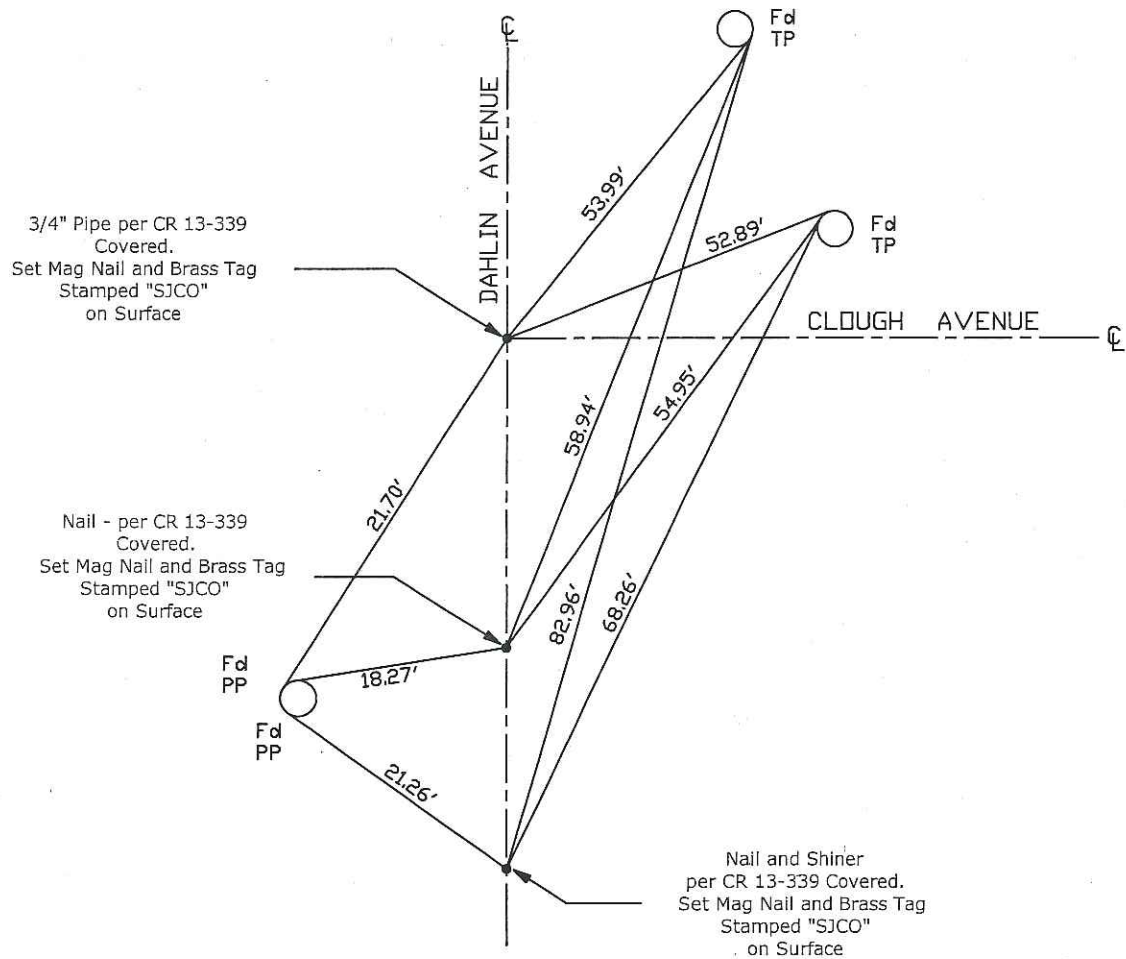 ℄
Fd
TP
DAHLIN AVENUE
53.99'
3/4" Pipe per CR 13-339
Covered.
Set Mag Nail and Brass Tag
Stamped "SJCO"
on Surface
52.89'
Fd
TP
CLOUGH AVENUE
℄
58.94'
54.95'
21.70'
Nail - per CR 13-339
Covered.
Set Mag Nail and Brass Tag
Stamped "SJCO"
on Surface
82.96'
68.26'
Fd
PP
18.27'
Fd
PP
21.26'
Nail and Shiner
per CR 13-339 Covered.
Set Mag Nail and Brass Tag
Stamped "SJCO"
on Surface